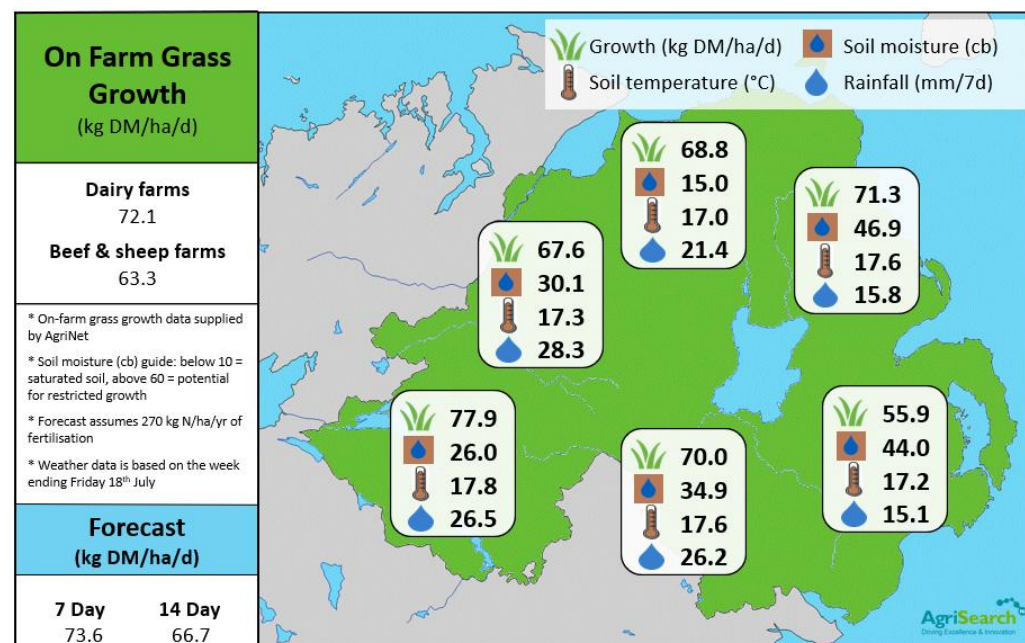 On Farm Grass
Growth
(kg DM/ha/d)
Dairy farms
72.1
Beef & sheep farms
63.3
* On-farm grass growth data supplied
by AgriNet
* Soil moisture (cb) guide: below 10 =
saturated soil, above 60 = potential
for restricted growth
* Forecast assumes 270 kg N/ha/yr of
fertilisation
* Weather data is based on the week
ending Friday 18th July
Forecast
(kg DM/ha/d)
7 Day 14 Day
73.6 66.7
Growth (kg DM/ha/d) Soil moisture (cb)
Soil temperature (°C) Rainfall (mm/7d)
68.8
15.0
17.0
21.4
71.3
46.9
17.6
15.8
67.6
30.1
17.3
28.3
77.9
26.0
17.8
26.5
70.0
34.9
17.6
26.2
55.9
44.0
17.2
15.1
AgriSearch
Driving Excellence & Innovation